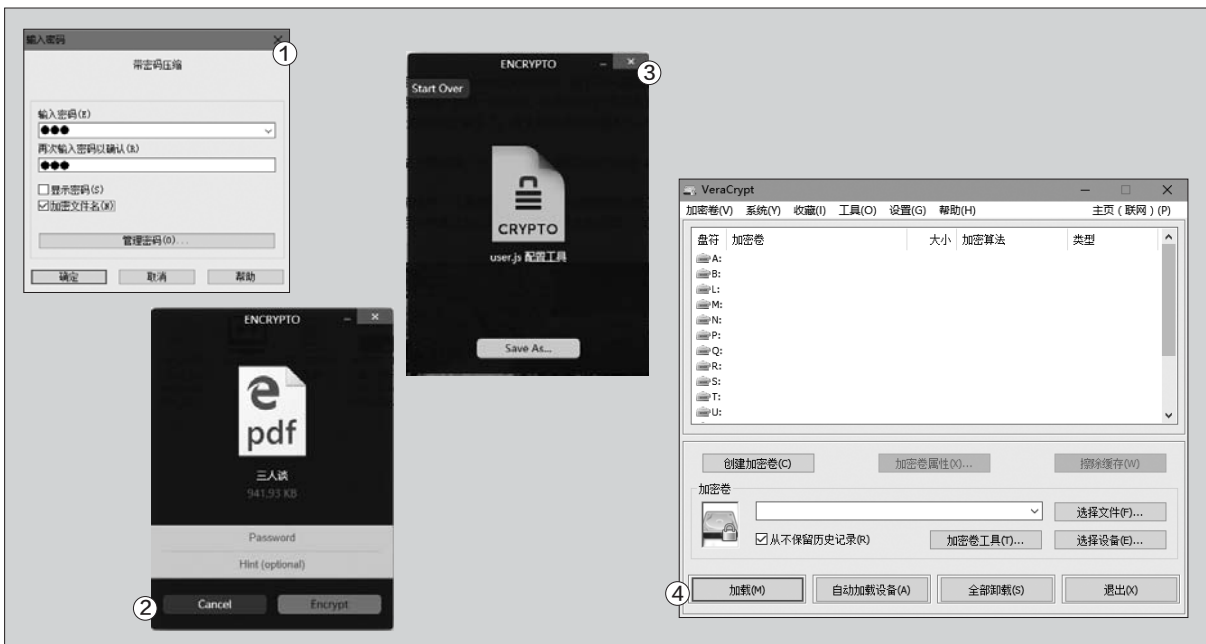 输入密码
①
带密码压缩
输入密码(E)
●●●
再次输入密码以确认(R)
●●●
显示密码(S)
加密文件名(N)
管理密码(O)...
确定 取消 帮助
ENCRYPTO
pdf
三人谈
941.93 KB
Password
Hint (optional)
②
Cancel Encrypt
ENCRYPTO
③
Start Over
CRYPTO
user.js 配置工具
Save As...
VeraCrypt
加密卷(V) 系统(Y) 收藏(I) 工具(O) 设置(G) 帮助(H) 主页 ( 联网 ) (P)
盘符 加密卷 大小 加密算法 类型
A:
B:
L:
M:
N:
P:
Q:
R:
S:
T:
U:
创建加密卷(C) 加密卷属性(X)... 擦除缓存(W)
加密卷
选择文件(F)...
从不保留历史记录(R) 加密卷工具(T)... 选择设备(E)...
④
加载(M) 自动加载设备(A) 全部卸载(S) 退出(X)